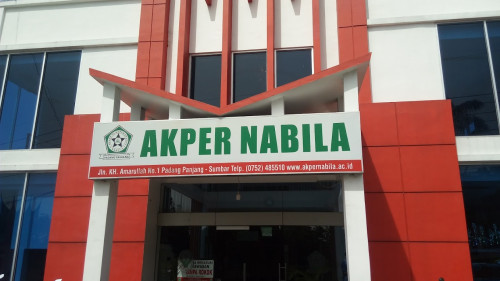 AKPER NABILA
Jln. KH. Amarullah No.1 Padang Panjang - Sumbar Telp. (0752) 485510 www.akpernabila.ac.id